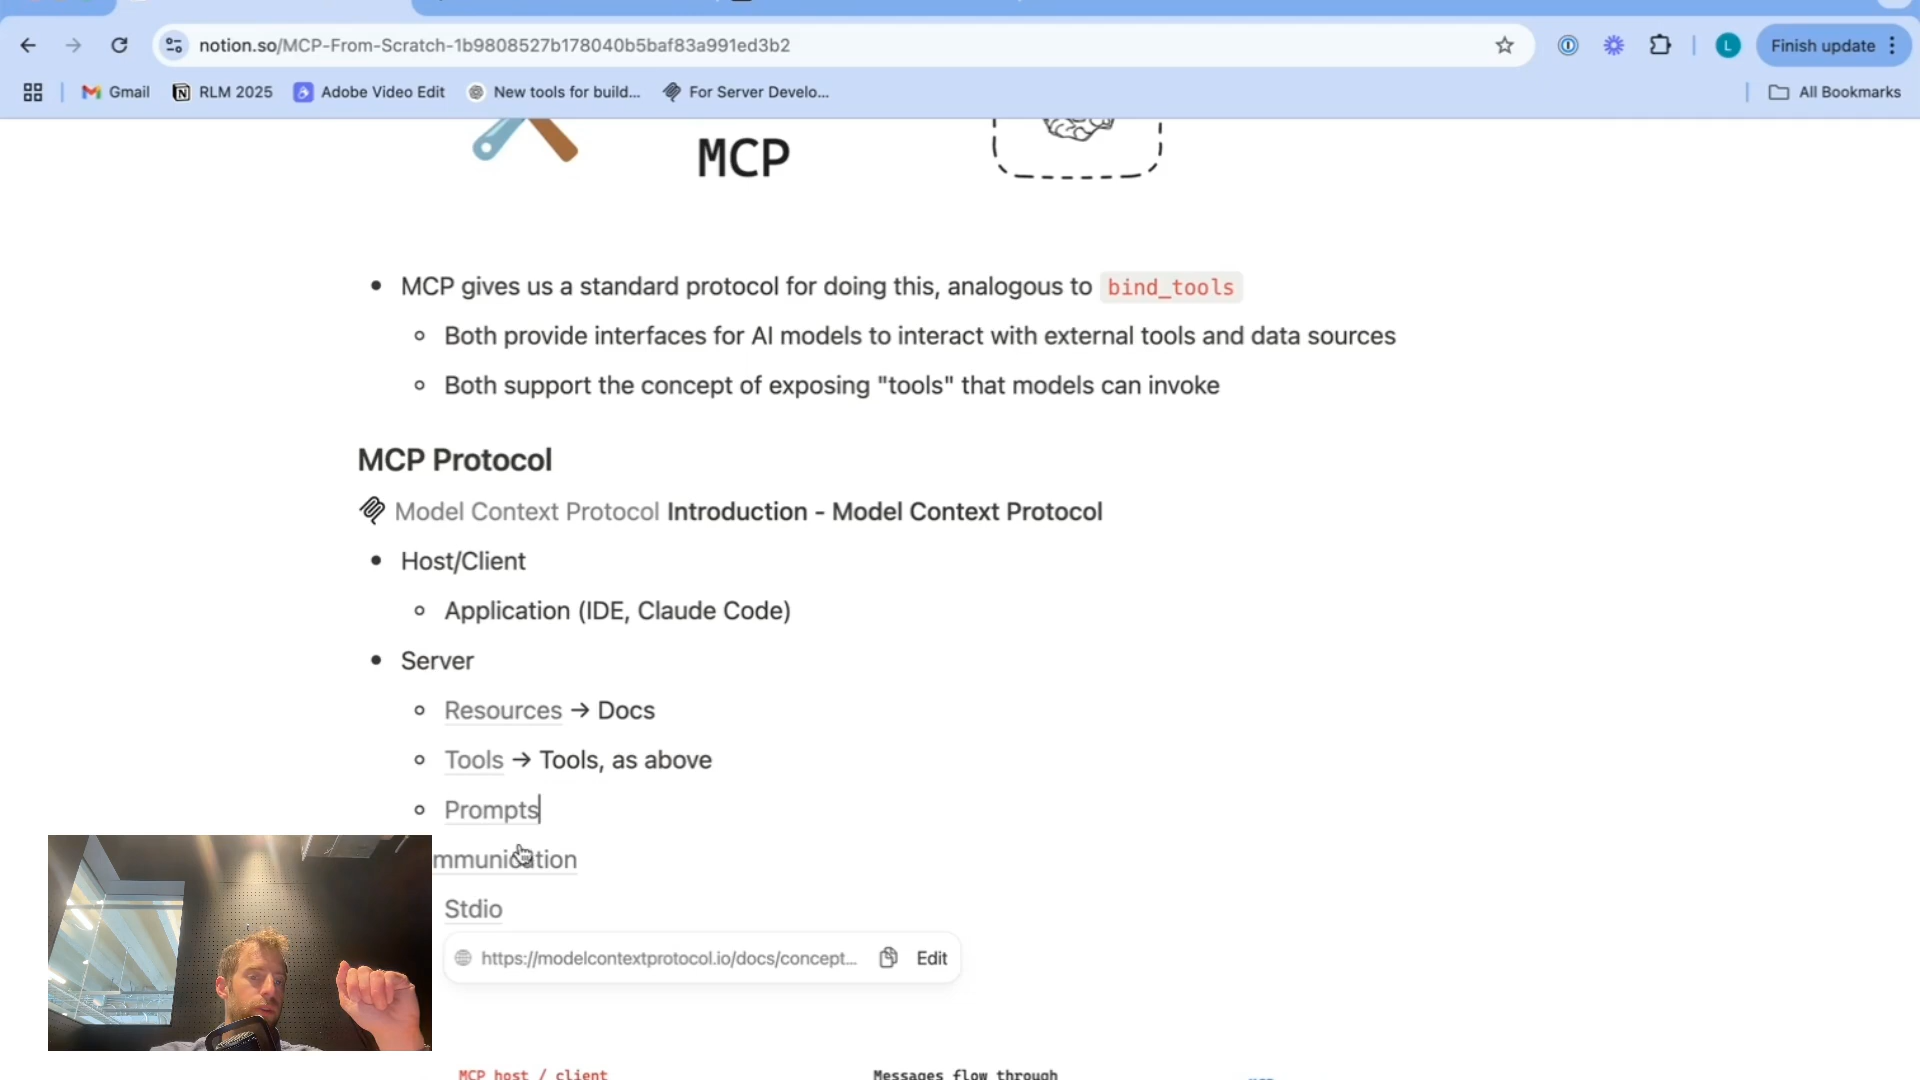 notion.so/MCP-From-Scratch-1b9808527b178040b5baf83a991ed3b2
L
Finish update
Gmail
RLM 2025
Adobe Video Edit
New tools for build...
For Server Develo...
All Bookmarks
MCP
MCP gives us a standard protocol for doing this, analogous to bind_tools
Both provide interfaces for AI models to interact with external tools and data sources
Both support the concept of exposing "tools" that models can invoke
MCP Protocol
Model Context Protocol Introduction - Model Context Protocol
Host/Client
Application (IDE, Claude Code)
Server
Resources → Docs
Tools → Tools, as above
Prompts
mmunication
Stdio
https://modelcontextprotocol.io/docs/concept... Edit
MCP host / client
Messages flow through